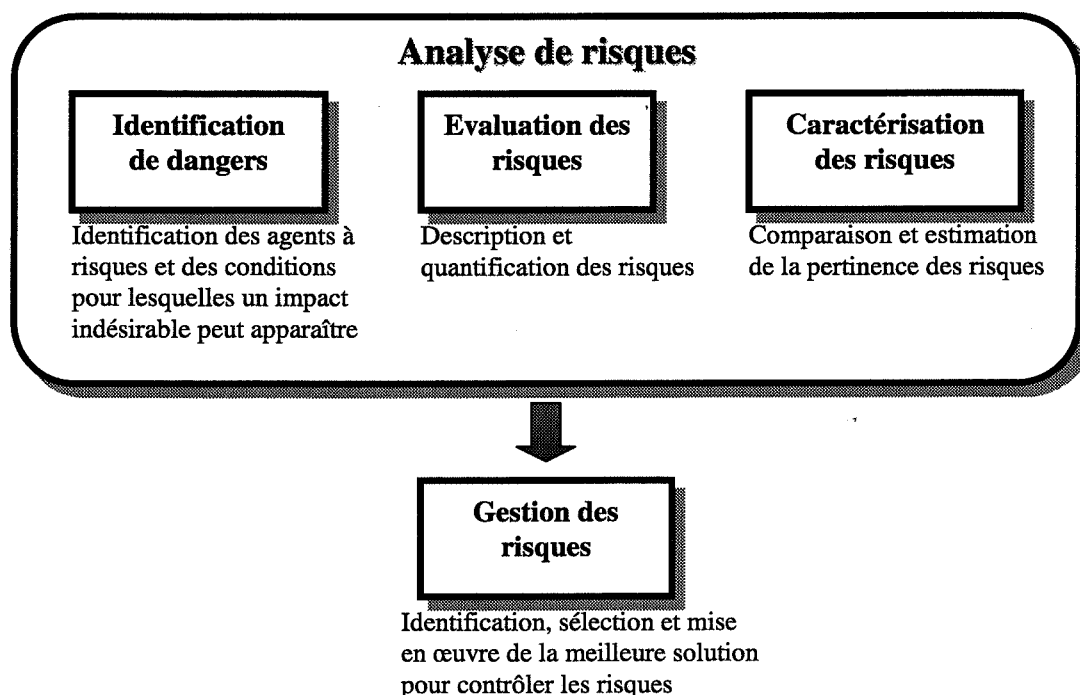 Analyse de risques
Identification
de dangers
Identification des agents à
risques et des conditions
pour lesquelles un impact
indésirable peut apparaître
Evaluation des
risques
Description et
quantification des risques
Caractérisation
des risques
Comparaison et estimation
de la pertinence des risques
Gestion des
risques
Identification, sélection et mise
en œuvre de la meilleure solution
pour contrôler les risques